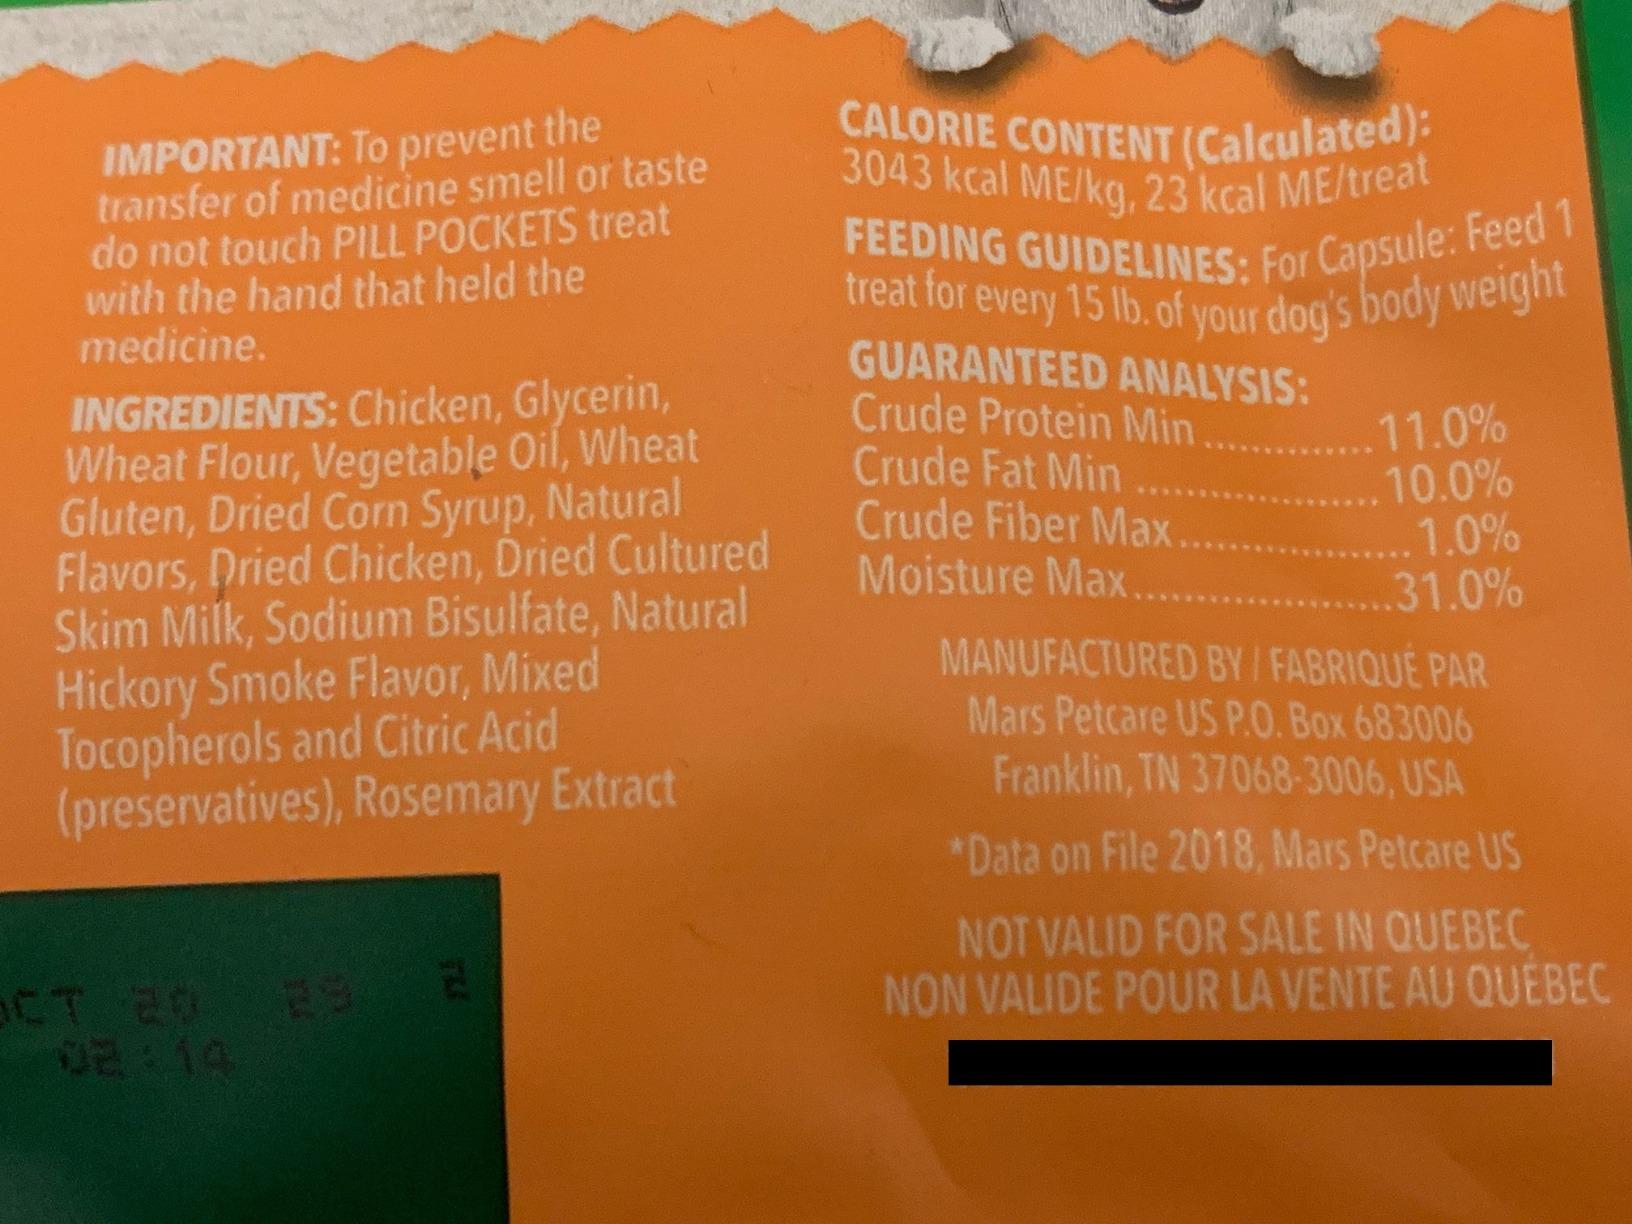 IMPORTANT: To prevent the
transfer of medicine smell or taste
do not touch PILL POCKETS treat
with the hand that held the
medicine.
INGREDIENTS: Chicken, Glycerin,
Wheat Flour, Vegetable Oil, Wheat
Gluten, Dried Corn Syrup, Natural
Flavors, Dried Chicken, Dried Cultured
Skim Milk, Sodium Bisulfate, Natural
Hickory Smoke Flavor, Mixed
Tocopherols and Citric Acid
(preservatives), Rosemary Extract
CALORIE CONTENT (Calculated):
3043 kcal ME/kg, 23 kcal ME/treat
FEEDING GUIDELINES: For Capsule: Feed 1
treat for every 15 lb. of your dog's body weight
GUARANTEED ANALYSIS:
Crude Protein Min .............. 11.0%
Crude Fat Min .................... 10.0%
Crude Fiber Max................... 1.0%
Moisture Max......................31.0%
MANUFACTURED BY / FABRIQUÉ PAR
Mars Petcare US P.O. Box 683006
Franklin, TN 37068-3006, USA
*Data on File 2018, Mars Petcare US
NOT VALID FOR SALE IN QUEBEC
NON VALIDE POUR LA VENTE AU QUÉBEC
OCT 20 23 E
02:14